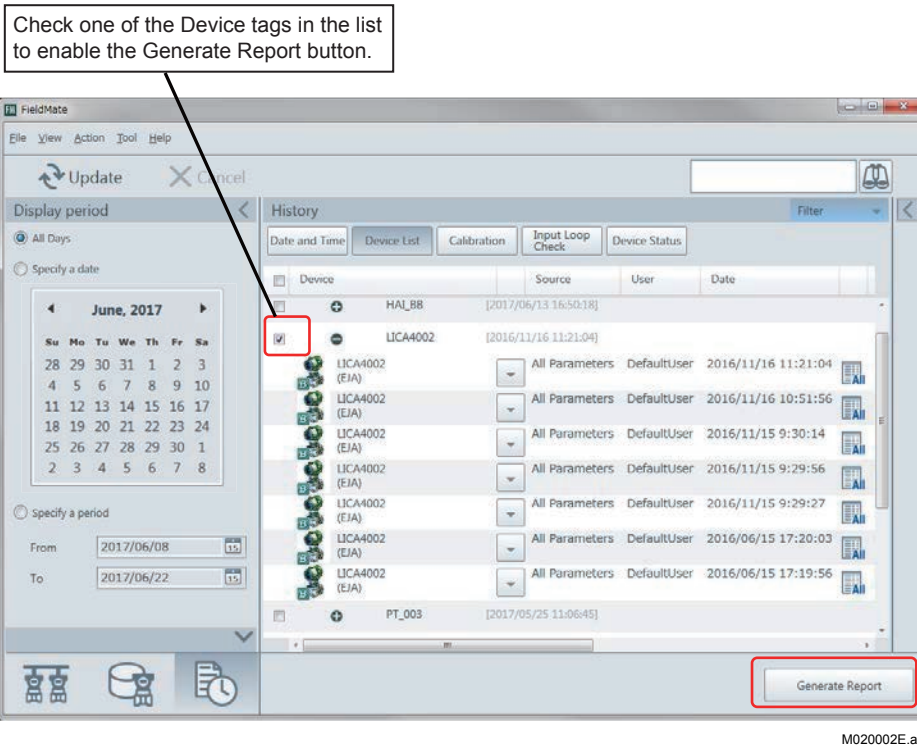 Check one of the Device tags in the list
to enable the Generate Report button.
FieldMate
File View Action Tool Help
Update Cancel
Display period
All Days
Specify a date
June, 2017
Su Mo Tu We Th Fr Sa
28 29 30 31 1 2 3
4 5 6 7 8 9 10
11 12 13 14 15 16 17
18 19 20 21 22 23 24
25 26 27 28 29 30 1
2 3 4 5 6 7 8
Specify a period
From 2017/06/08 15
To 2017/06/22 15
History Filter
Date and Time Device List Calibration Input Loop Check Device Status
Device Source User Date
HAI_BB [2017/06/13 16:50:18]
LICA4002 [2016/11/16 11:21:04]
LICA4002 All Parameters DefaultUser 2016/11/16 11:21:04 All
(EJA)
LICA4002 All Parameters DefaultUser 2016/11/16 10:51:56 All
(EJA)
LICA4002 All Parameters DefaultUser 2016/11/15 9:30:14 All
(EJA)
LICA4002 All Parameters DefaultUser 2016/11/15 9:29:56 All
(EJA)
LICA4002 All Parameters DefaultUser 2016/11/15 9:29:27 All
(EJA)
LICA4002 All Parameters DefaultUser 2016/06/15 17:20:03 All
(EJA)
LICA4002 All Parameters DefaultUser 2016/06/15 17:19:56 All
(EJA)
PT_003 [2017/05/25 11:06:45]
Generate Report
M020002E.a